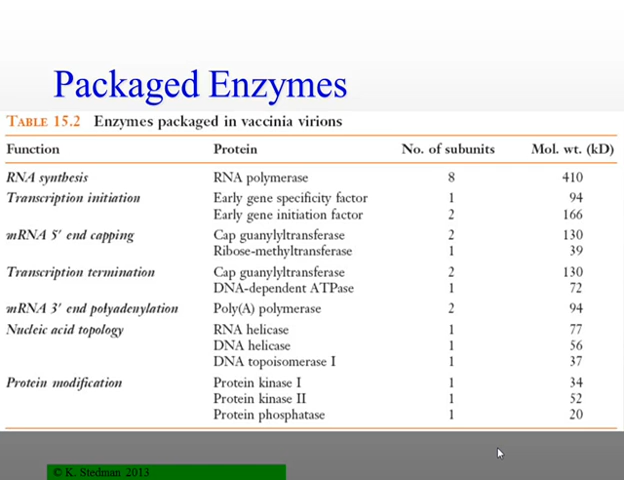 Packaged Enzymes
TABLE 15.2 Enzymes packaged in vaccinia virions
Function Protein No. of subunits Mol. wt. (kD)
RNA synthesis RNA polymerase 8 410
Transcription initiation Early gene specificity factor 1 94
Early gene initiation factor 2 166
mRNA 5' end capping Cap guanylyltransferase 2 130
Ribose-methyltransferase 1 39
Transcription termination Cap guanylyltransferase 2 130
DNA-dependent ATPase 1 72
mRNA 3' end polyadenylation Poly(A) polymerase 2 94
Nucleic acid topology RNA helicase 1 77
DNA helicase 1 56
DNA topoisomerase I 1 37
Protein modification Protein kinase I 1 34
Protein kinase II 1 52
Protein phosphatase 1 20
© K. Stedman 2013